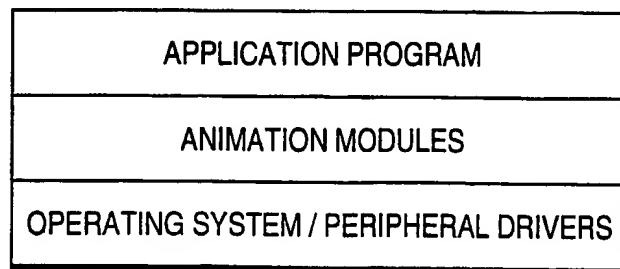 APPLICATION PROGRAM
ANIMATION MODULES
OPERATING SYSTEM / PERIPHERAL DRIVERS